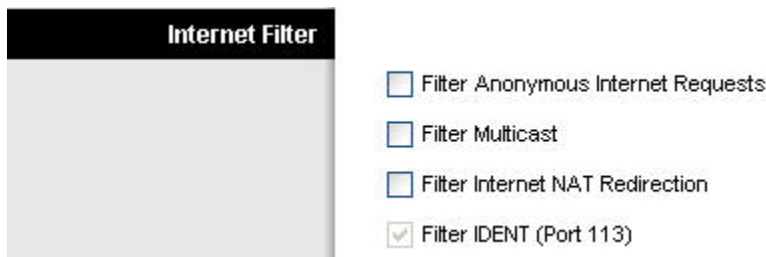 Internet Filter
Filter Anonymous Internet Requests
Filter Multicast
Filter Internet NAT Redirection
Filter IDENT (Port 113)